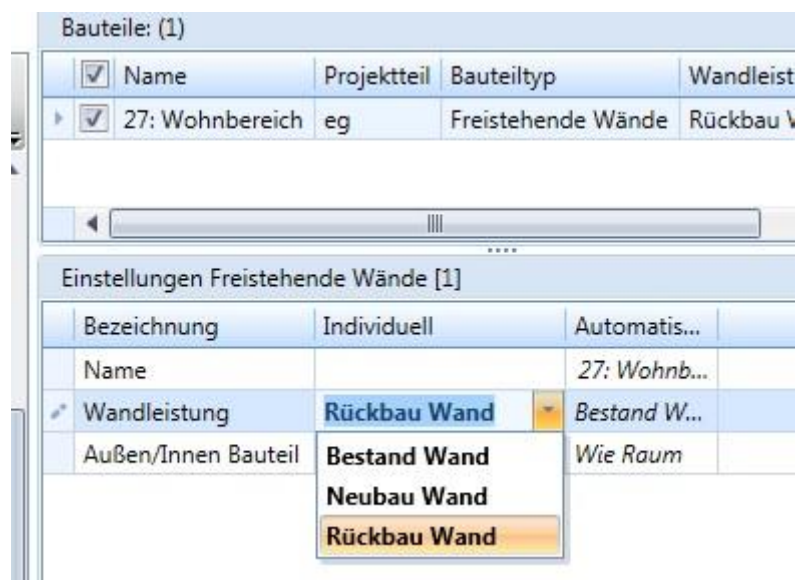 Bauteile: (1)
Name Projektteil Bauteiltyp Wandleist
27: Wohnbereich eg Freistehende Wände Rückbau
Einstellungen Freistehende Wände [1]
Bezeichnung Individuell Automatis...
Name 27: Wohnb...
Wandleistung Rückbau Wand Bestand W...
Außen/Innen Bauteil Bestand Wand Wie Raum
Neubau Wand
Rückbau Wand